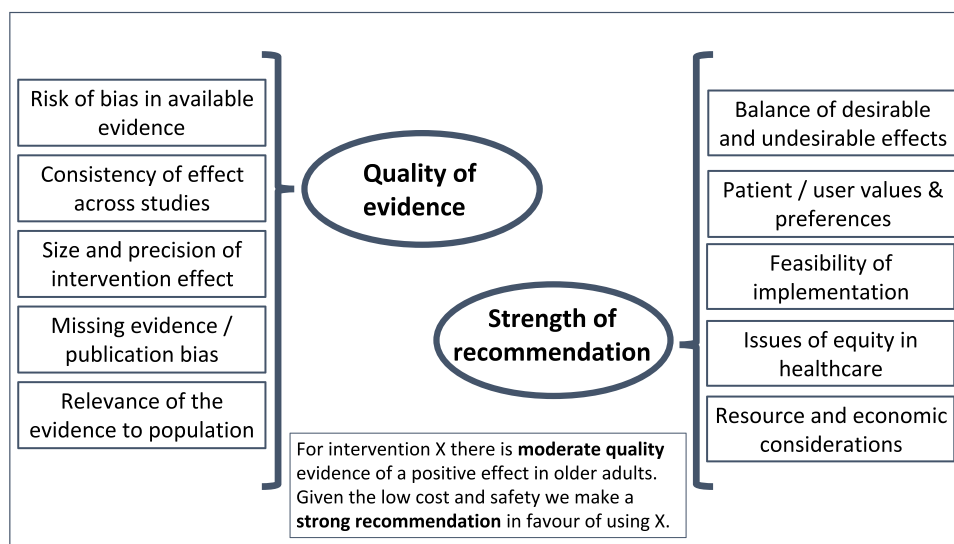 Risk of bias in available
evidence
Consistency of effect
across studies
Size and precision of
intervention effect
Missing evidence /
publication bias
Relevance of the
evidence to population
Quality of
evidence
Strength of
recommendation
Balance of desirable
and undesirable effects
Patient / user values &
preferences
Feasibility of
implementation
Issues of equity in
healthcare
Resource and economic
considerations
For intervention X there is moderate quality
evidence of a positive effect in older adults.
Given the low cost and safety we make a
strong recommendation in favour of using X.